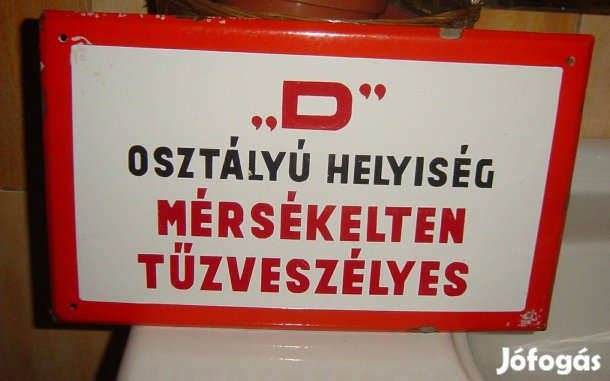 „D”
OSZTÁLYÚ HELYISÉG
MÉRSÉKELTEN
TŰZVESZÉLYES
Jófogás